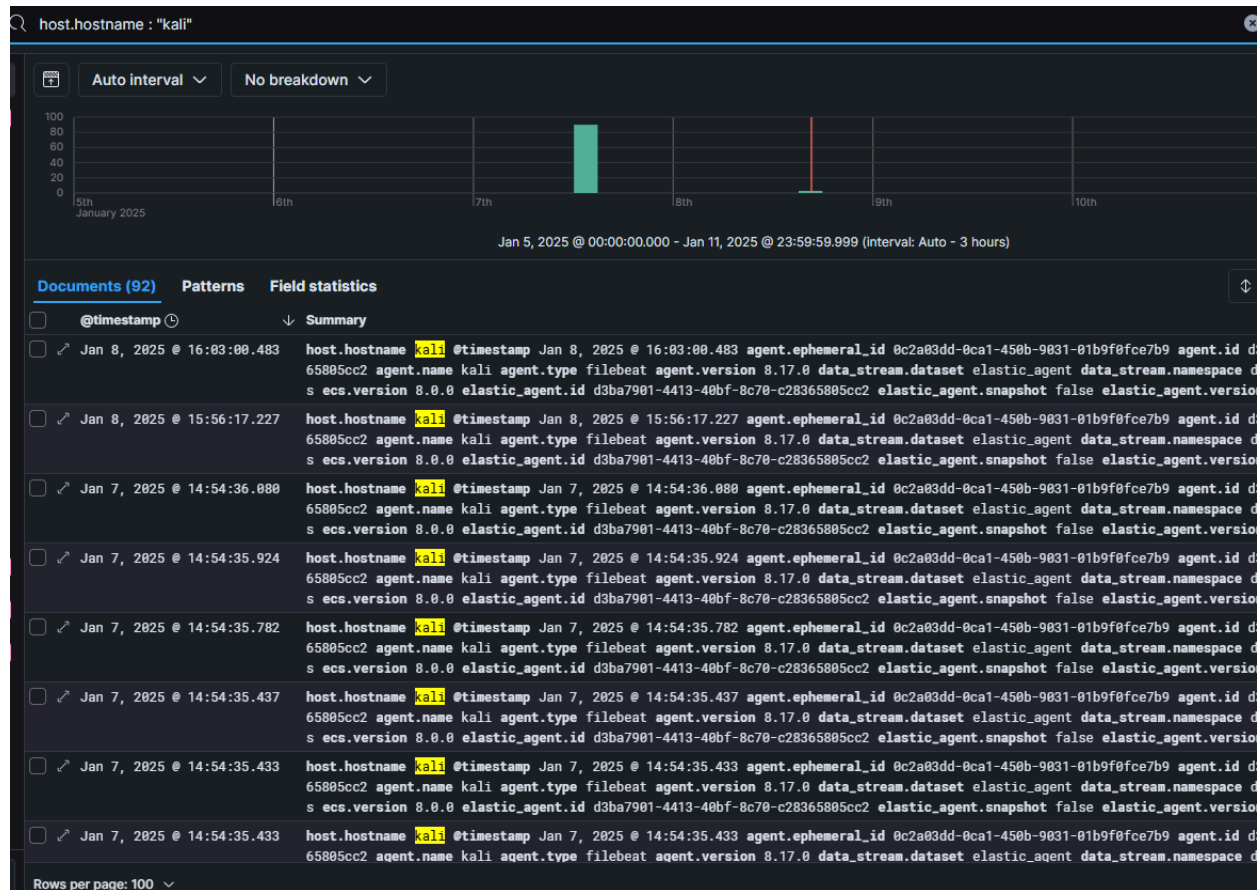 host.hostname : "kali"
Auto interval No breakdown
100
80
60
40
20
0
5th 6th 7th 8th 9th 10th
January 2025
Jan 5, 2025 @ 00:00:00.000 - Jan 11, 2025 @ 23:59:59.999 (interval: Auto - 3 hours)
Documents (92) Patterns Field statistics
@timestamp Summary
Jan 8, 2025 @ 16:03:00.483 host.hostname kali @timestamp Jan 8, 2025 @ 16:03:00.483 agent.ephemeral_id 0c2a03dd-0ca1-450b-9031-01b9f0fce7b9 agent.id d3
65805cc2 agent.name kali agent.type filebeat agent.version 8.17.0 data_stream.dataset elastic_agent data_stream.namespace d
s ecs.version 8.0.0 elastic_agent.id d3ba7901-4413-40bf-8c70-c28365805cc2 elastic_agent.snapshot false elastic_agent.versio
Jan 8, 2025 @ 15:56:17.227 host.hostname kali @timestamp Jan 8, 2025 @ 15:56:17.227 agent.ephemeral_id 0c2a03dd-0ca1-450b-9031-01b9f0fce7b9 agent.id d3
65805cc2 agent.name kali agent.type filebeat agent.version 8.17.0 data_stream.dataset elastic_agent data_stream.namespace d
s ecs.version 8.0.0 elastic_agent.id d3ba7901-4413-40bf-8c70-c28365805cc2 elastic_agent.snapshot false elastic_agent.versio
Jan 7, 2025 @ 14:54:36.080 host.hostname kali @timestamp Jan 7, 2025 @ 14:54:36.080 agent.ephemeral_id 0c2a03dd-0ca1-450b-9031-01b9f0fce7b9 agent.id d3
65805cc2 agent.name kali agent.type filebeat agent.version 8.17.0 data_stream.dataset elastic_agent data_stream.namespace d
s ecs.version 8.0.0 elastic_agent.id d3ba7901-4413-40bf-8c70-c28365805cc2 elastic_agent.snapshot false elastic_agent.versio
Jan 7, 2025 @ 14:54:35.924 host.hostname kali @timestamp Jan 7, 2025 @ 14:54:35.924 agent.ephemeral_id 0c2a03dd-0ca1-450b-9031-01b9f0fce7b9 agent.id d3
65805cc2 agent.name kali agent.type filebeat agent.version 8.17.0 data_stream.dataset elastic_agent data_stream.namespace d
s ecs.version 8.0.0 elastic_agent.id d3ba7901-4413-40bf-8c70-c28365805cc2 elastic_agent.snapshot false elastic_agent.versio
Jan 7, 2025 @ 14:54:35.782 host.hostname kali @timestamp Jan 7, 2025 @ 14:54:35.782 agent.ephemeral_id 0c2a03dd-0ca1-450b-9031-01b9f0fce7b9 agent.id d3
65805cc2 agent.name kali agent.type filebeat agent.version 8.17.0 data_stream.dataset elastic_agent data_stream.namespace d
s ecs.version 8.0.0 elastic_agent.id d3ba7901-4413-40bf-8c70-c28365805cc2 elastic_agent.snapshot false elastic_agent.versio
Jan 7, 2025 @ 14:54:35.437 host.hostname kali @timestamp Jan 7, 2025 @ 14:54:35.437 agent.ephemeral_id 0c2a03dd-0ca1-450b-9031-01b9f0fce7b9 agent.id d3
65805cc2 agent.name kali agent.type filebeat agent.version 8.17.0 data_stream.dataset elastic_agent data_stream.namespace d
s ecs.version 8.0.0 elastic_agent.id d3ba7901-4413-40bf-8c70-c28365805cc2 elastic_agent.snapshot false elastic_agent.versio
Jan 7, 2025 @ 14:54:35.433 host.hostname kali @timestamp Jan 7, 2025 @ 14:54:35.433 agent.ephemeral_id 0c2a03dd-0ca1-450b-9031-01b9f0fce7b9 agent.id d3
65805cc2 agent.name kali agent.type filebeat agent.version 8.17.0 data_stream.dataset elastic_agent data_stream.namespace d
s ecs.version 8.0.0 elastic_agent.id d3ba7901-4413-40bf-8c70-c28365805cc2 elastic_agent.snapshot false elastic_agent.versio
Jan 7, 2025 @ 14:54:35.433 host.hostname kali @timestamp Jan 7, 2025 @ 14:54:35.433 agent.ephemeral_id 0c2a03dd-0ca1-450b-9031-01b9f0fce7b9 agent.id d3
65805cc2 agent.name kali agent.type filebeat agent.version 8.17.0 data_stream.dataset elastic_agent data_stream.namespace d
Rows per page: 100